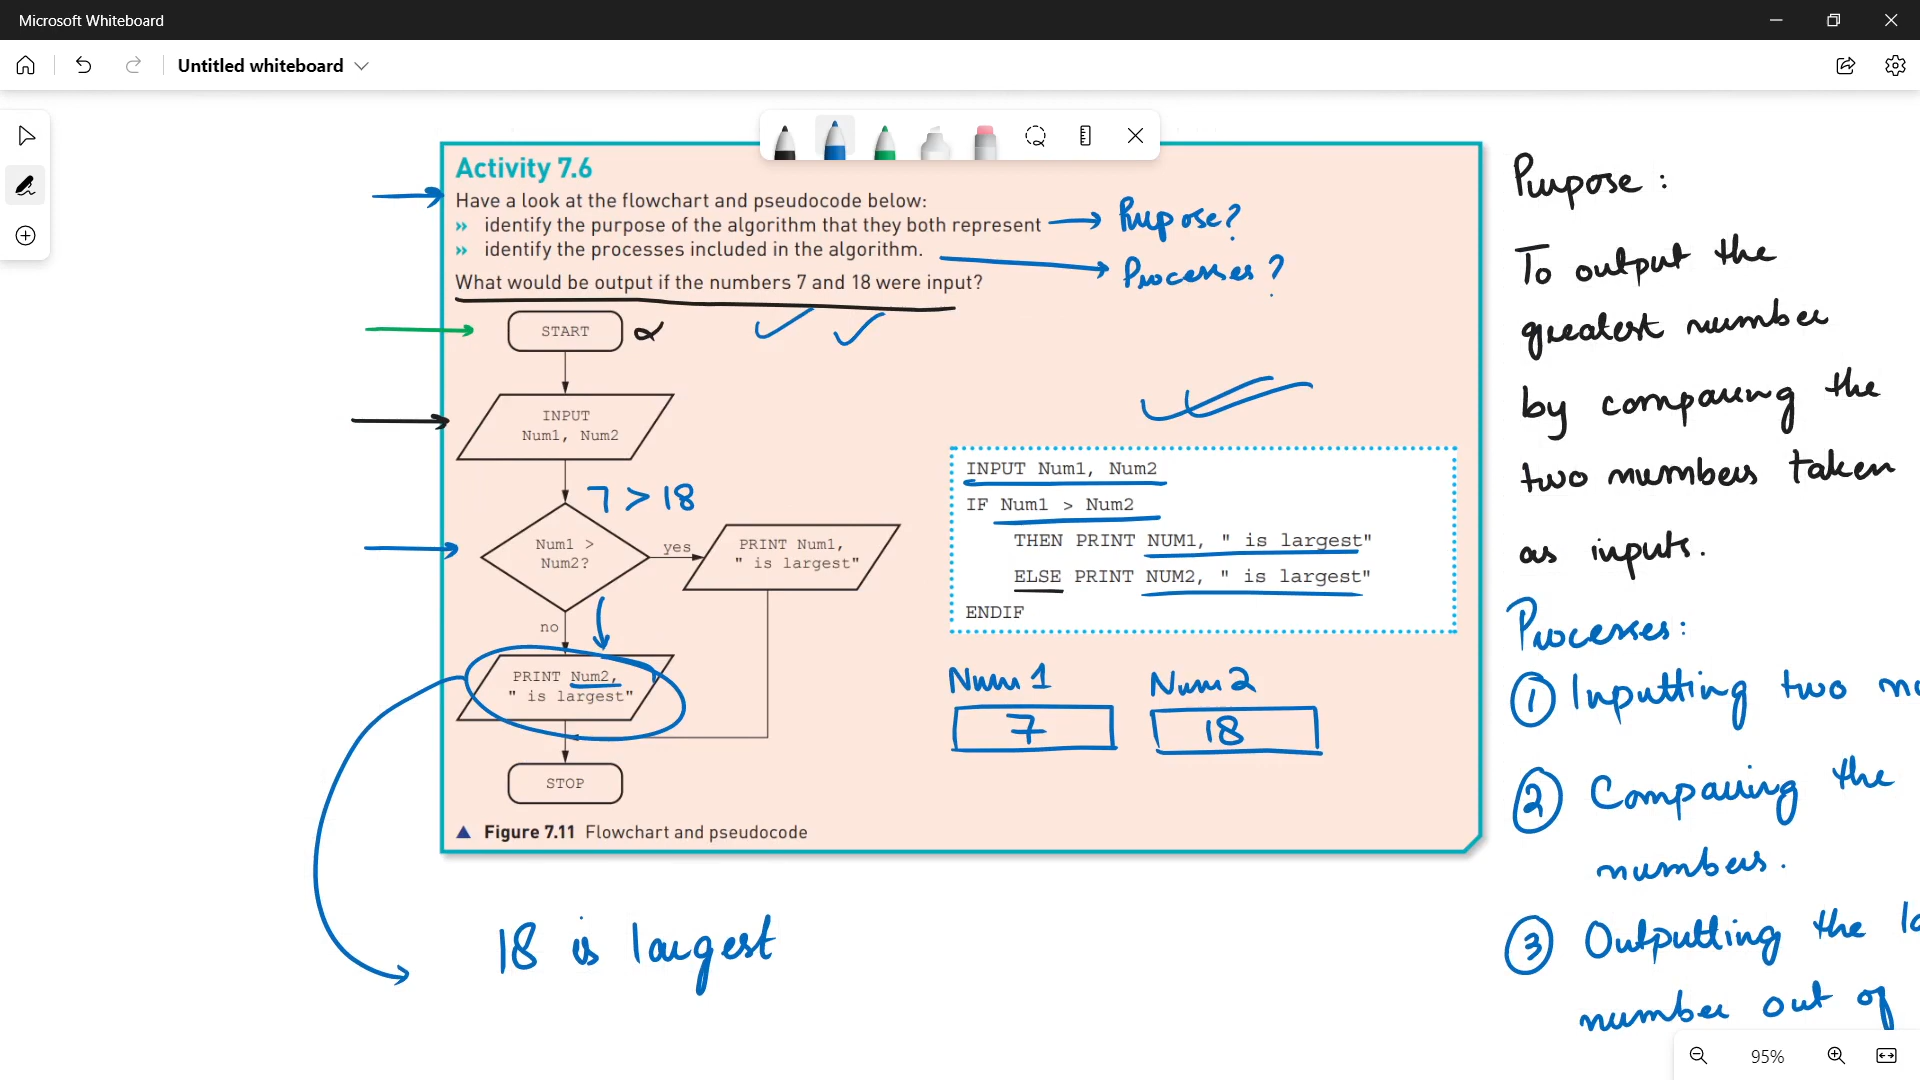 Microsoft Whiteboard
Untitled whiteboard
Activity 7.6
Have a look at the flowchart and pseudocode below:
» identify the purpose of the algorithm that they both represent
Purpose?
» identify the processes included in the algorithm.
Processes?
What would be output if the numbers 7 and 18 were input?
START
INPUT
Num1, Num2
7 > 18
Num1 >
Num2?
yes
PRINT Num1,
" is largest"
no
PRINT Num2,
" is largest"
STOP
INPUT Num1, Num2
IF Num1 > Num2
THEN PRINT NUM1, " is largest"
ELSE PRINT NUM2, " is largest"
ENDIF
Num1 Num2
7 18
Figure 7.11 Flowchart and pseudocode
18 is largest
Purpose:
To output the
greatest number
by comparing the
two numbers taken
as inputs.
Processes:
1 Inputting two
2 Comparing the
numbers.
3 Outputting the
number out of
95%